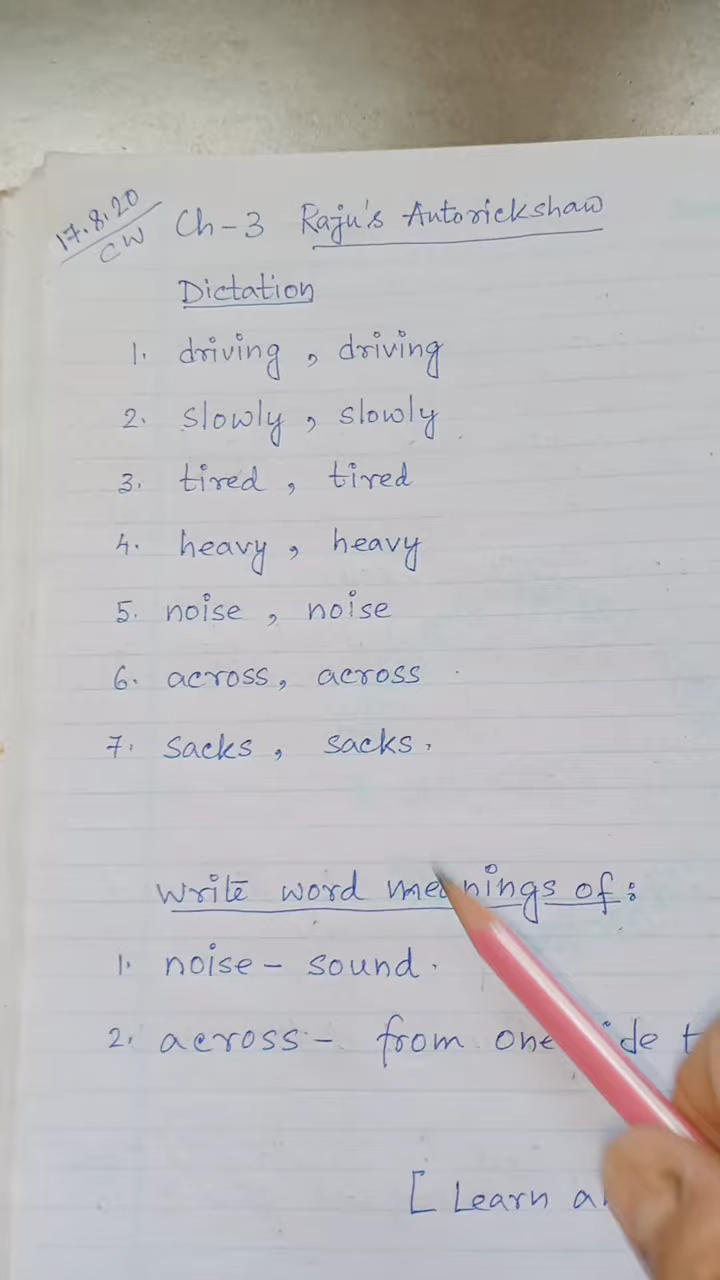 17.8.20
CW
Ch-3 Raju's Autorickshaw
Dictation
1. driving, driving
2. slowly, slowly
3. tired, tired
4. heavy, heavy
5. noise, noise
6. across, across
7. sacks, sacks.
Write word meanings of:
1. noise - sound.
2. across - from one
[ Learn